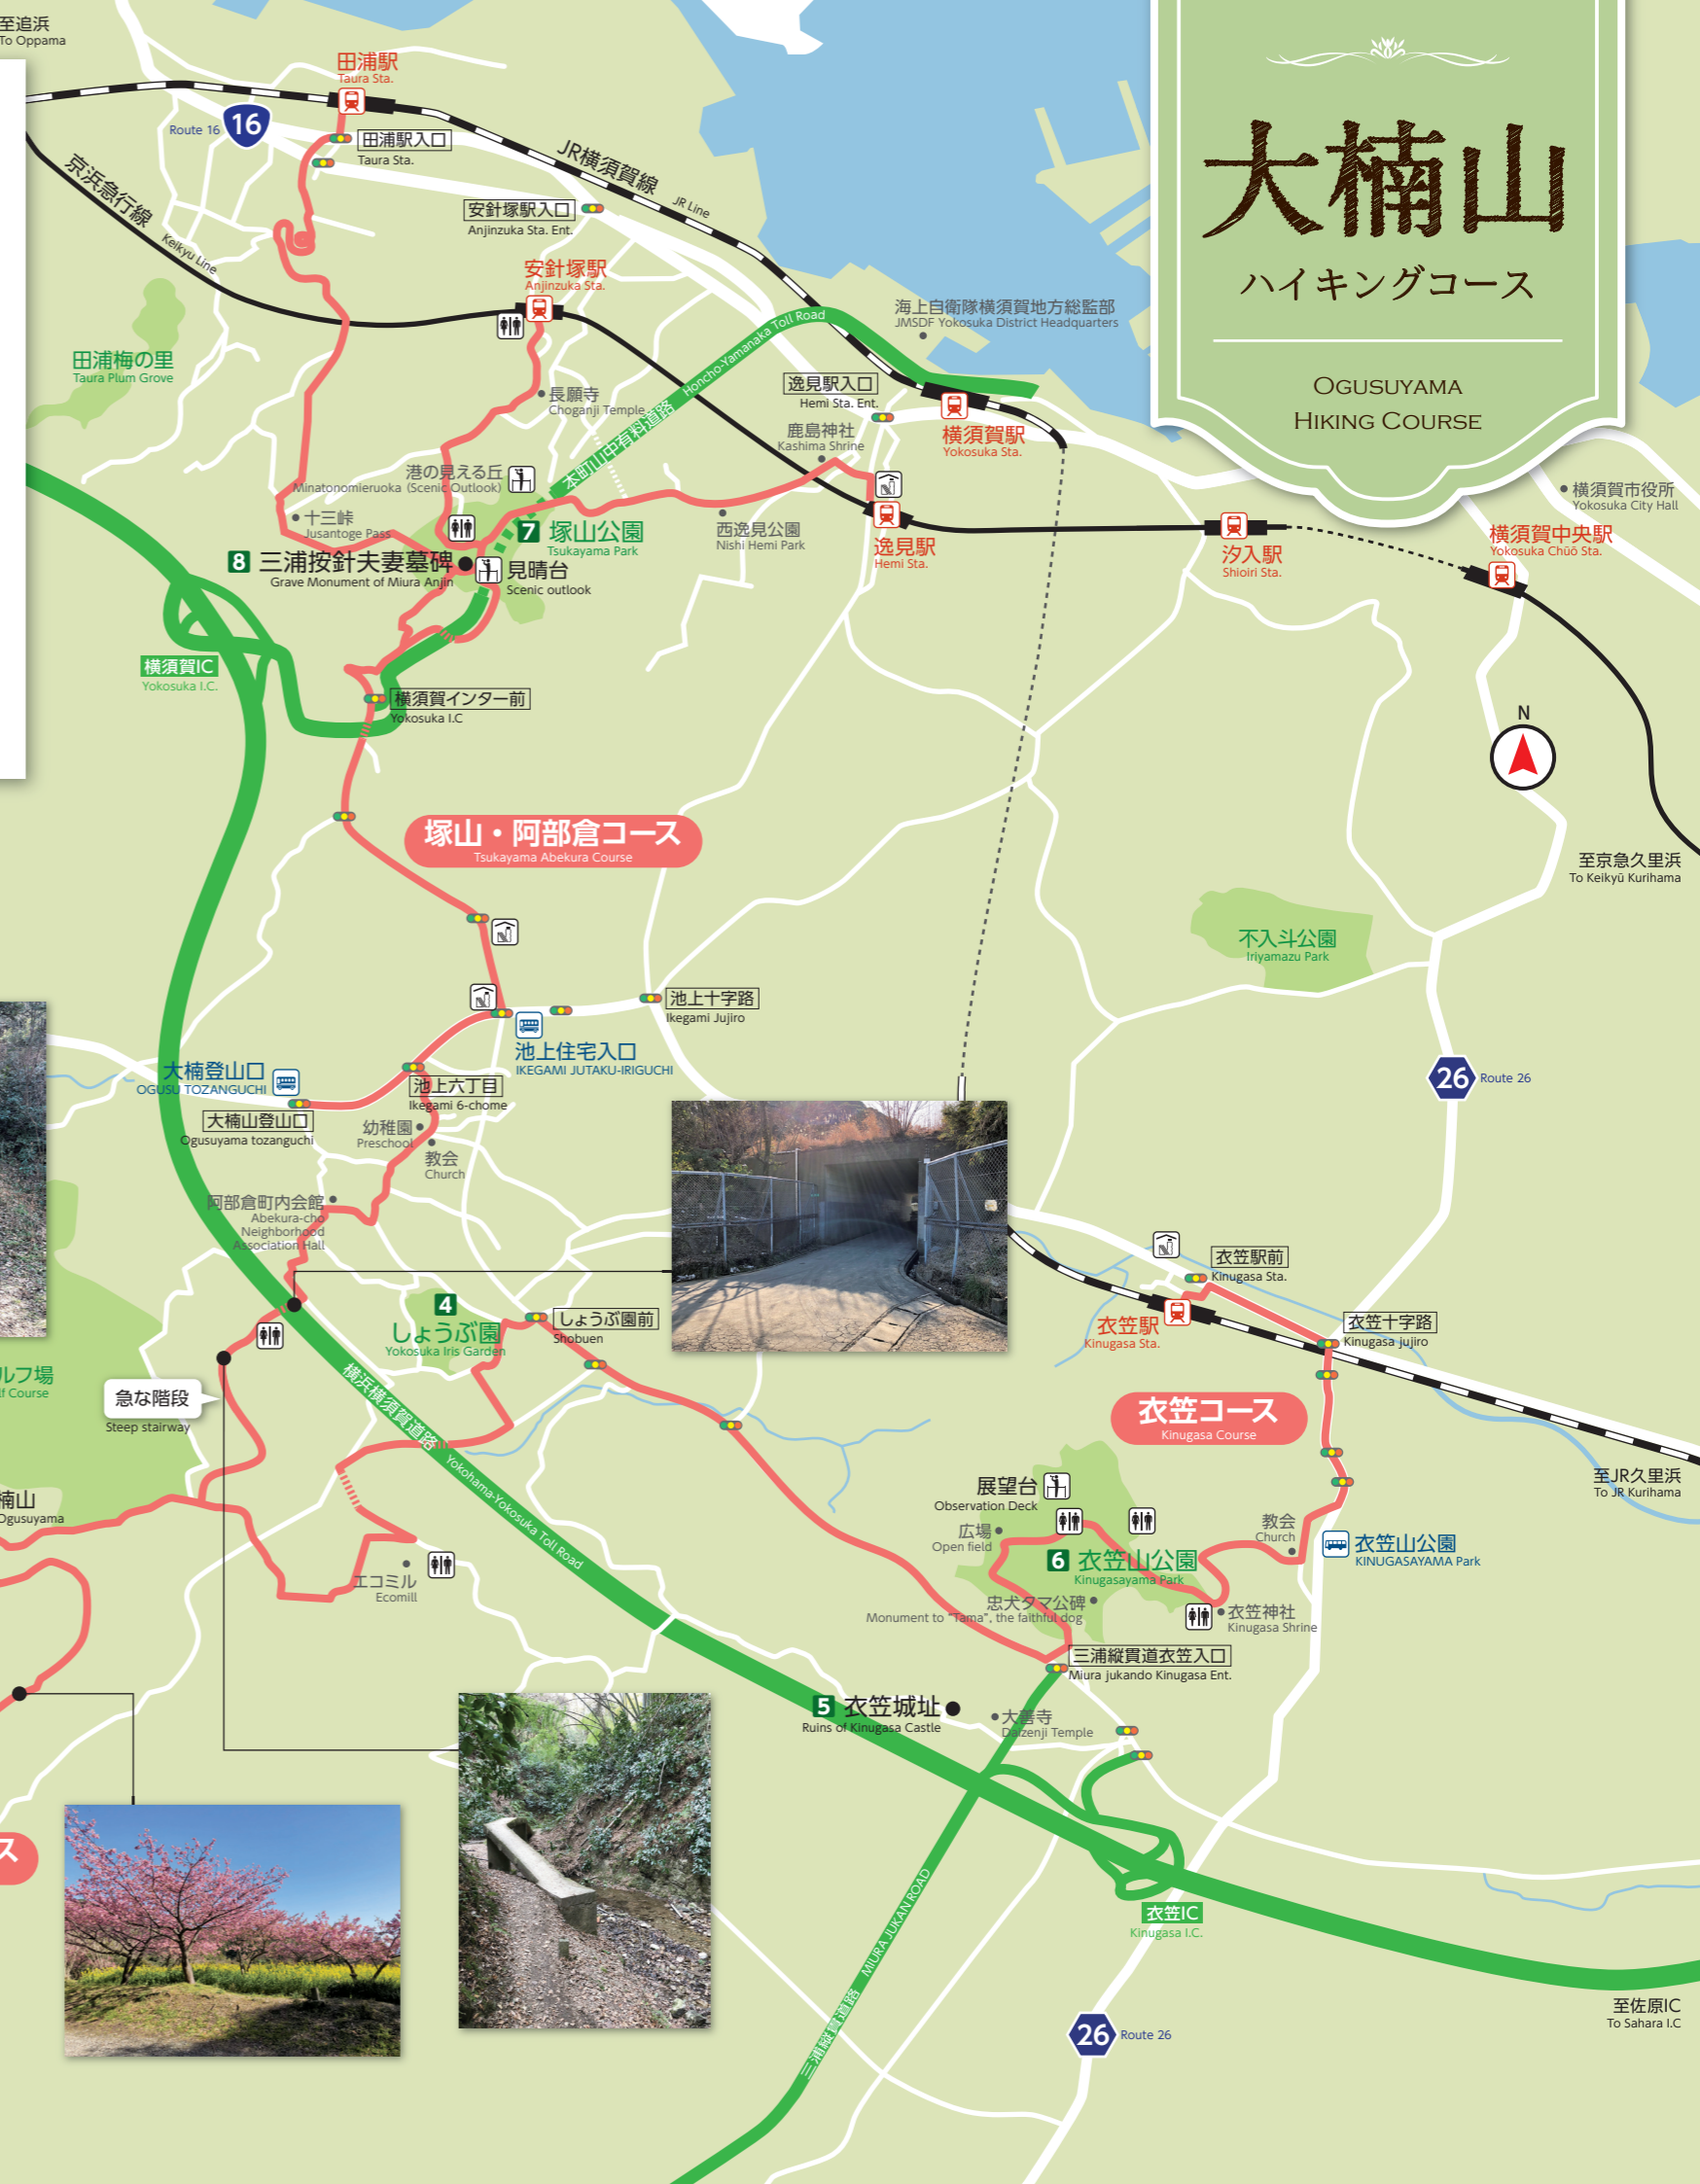 至追浜
To Oppama
田浦駅
Taura Sta.
Route 16
16
田浦駅入口
Taura Sta.
京浜急行線
Keikyu Line
JR横須賀線
JR Line
安針塚駅入口
Anjinzuka Sta. Ent.
安針塚駅
Anjinzuka Sta.
大楠山
ハイキングコース
OGUSUYAMA
HIKING COURSE
海上自衛隊横須賀地方総監部
JMSDF Yokosuka District Headquarters
田浦梅の里
Taura Plum Grove
本町山中有料道路 Honcho-Yamanaka Toll Road
長願寺
Choganji Temple
逸見駅入口
Hemi Sta. Ent.
鹿島神社
Kashima Shrine
横須賀駅
Yokosuka Sta.
港の見える丘
Minatonomieruoka (Scenic Outlook)
十三峠
Jusantoge Pass
7 塚山公園
Tsukayama Park
西逸見公園
Nishi Hemi Park
逸見駅
Hemi Sta.
汐入駅
Shioiri Sta.
横須賀市役所
Yokosuka City Hall
横須賀中央駅
Yokosuka Chūō Sta.
8 三浦按針夫妻墓碑
Grave Monument of Miura Anjin
見晴台
Scenic outlook
横須賀IC
Yokosuka I.C.
横須賀インター前
Yokosuka I.C
N
塚山・阿部倉コース
Tsukayama Abekura Course
至京急久里浜
To Keikyū Kurihama
不入斗公園
Iriyamazu Park
池上十字路
Ikegami Jujiro
池上住宅入口
IKEGAMI JUTAKU-IRIGUCHI
大楠登山口
OGUSU TOZANGUCHI
大楠山登山口
Ogusuyama tozanguchi
池上六丁目
Ikegami 6-chome
26
Route 26
幼稚園
Preschool
教会
Church
阿部倉町内会館
Abekura-cho
Neighborhood
Association Hall
衣笠駅前
Kinugasa Sta.
衣笠駅
Kinugasa Sta.
衣笠十字路
Kinugasa jujiro
4
しょうぶ園
Yokosuka Iris Garden
しょうぶ園前
Shobuen
ルフ場
lf Course
急な階段
Steep stairway
横浜横須賀道路 Yokohama-Yokosuka Toll Road
衣笠コース
Kinugasa Course
至JR久里浜
To JR Kurihama
楠山
Ogusuyama
展望台
Observation Deck
広場
Open field
教会
Church
衣笠山公園
KINUGASAYAMA Park
6 衣笠山公園
Kinugasayama Park
エコミル
Ecomill
忠犬タマ公碑
Monument to "Tama", the faithful dog
衣笠神社
Kinugasa Shrine
三浦縦貫道衣笠入口
Miura jukando Kinugasa Ent.
5 衣笠城址
Ruins of Kinugasa Castle
大善寺
Daizenji Temple
ス
三浦縦貫道路 MIURA JUKAN ROAD
衣笠IC
Kinugasa I.C.
至佐原IC
To Sahara I.C
26
Route 26